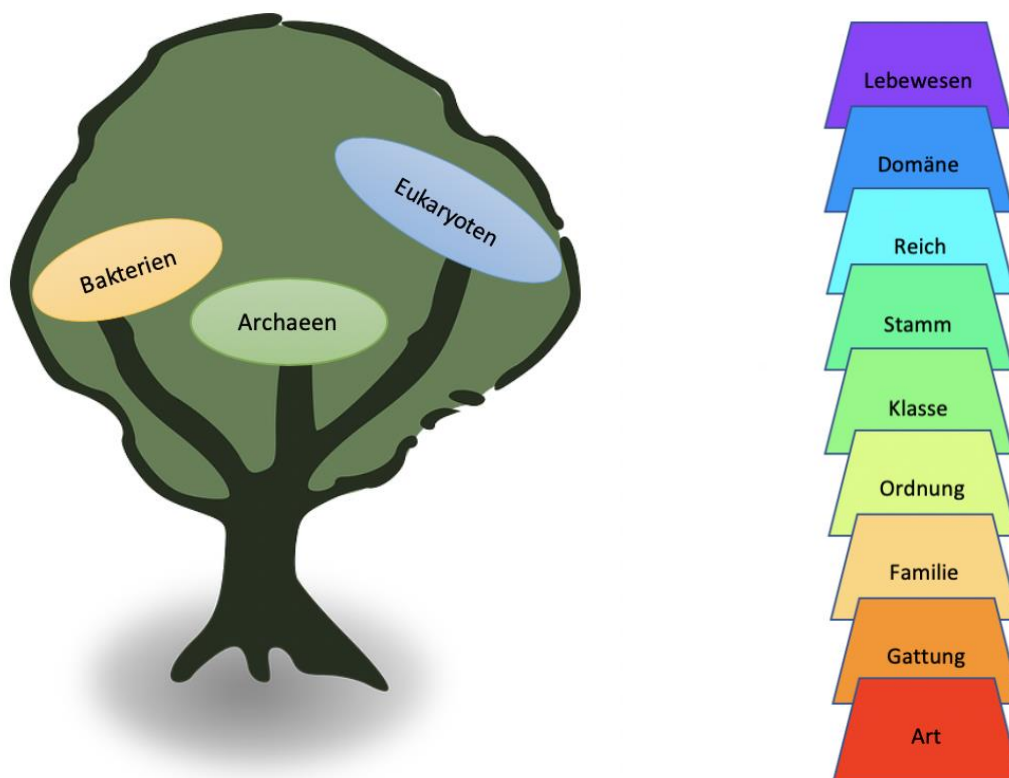 Bakterien
Archaeen
Eukaryoten
Lebewesen
Domäne
Reich
Stamm
Klasse
Ordnung
Familie
Gattung
Art